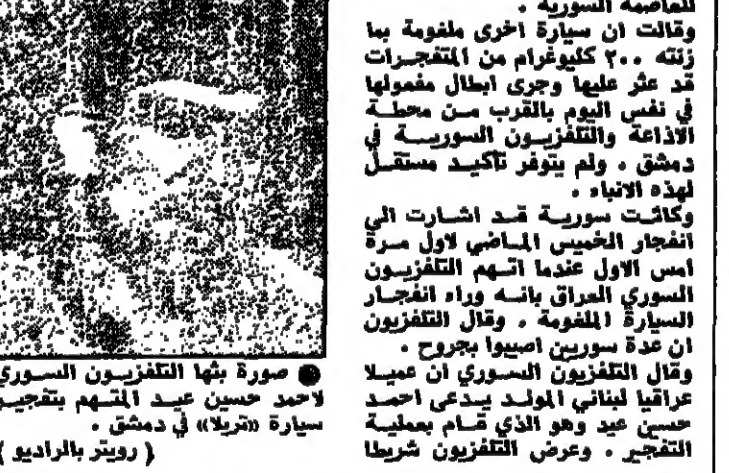 للعاصمة السورية .
وقالت ان سيارة اخرى ملغومة بما
زنته ٢٠٠ كليوغرام من المتفجرات
قد عثر عليها وجرى ابطال مفعولها
في نفس اليوم بالقرب من محطة
الاذاعة والتلفزيون السورية في
دمشق . ولم يتوفر تاكيد مستقل
لهذه الانباء .
وكانت سورية قد اشارت الى
انفجار الخميس الماضي لاول مرة
امس الاول عندما اتهم التلفزيون
السوري العراق بانه وراء انفجار
السيارة الملغومة . وقال التلفزيون
ان عدة سوريين اصيبوا بجروح .
وقال التلفزيون السوري ان عميلا
عراقيا لبناني المولد يدعى احمد
حسين عيد وهو الذي قام بعملية
التفجير . وعرض التلفزيون شريطا
صورة بثها التلفزيون السوري
لاحمد حسين عيد المتهم بتفجير
سيارة «تريلا» في دمشق .
( رويتر بالراديو )